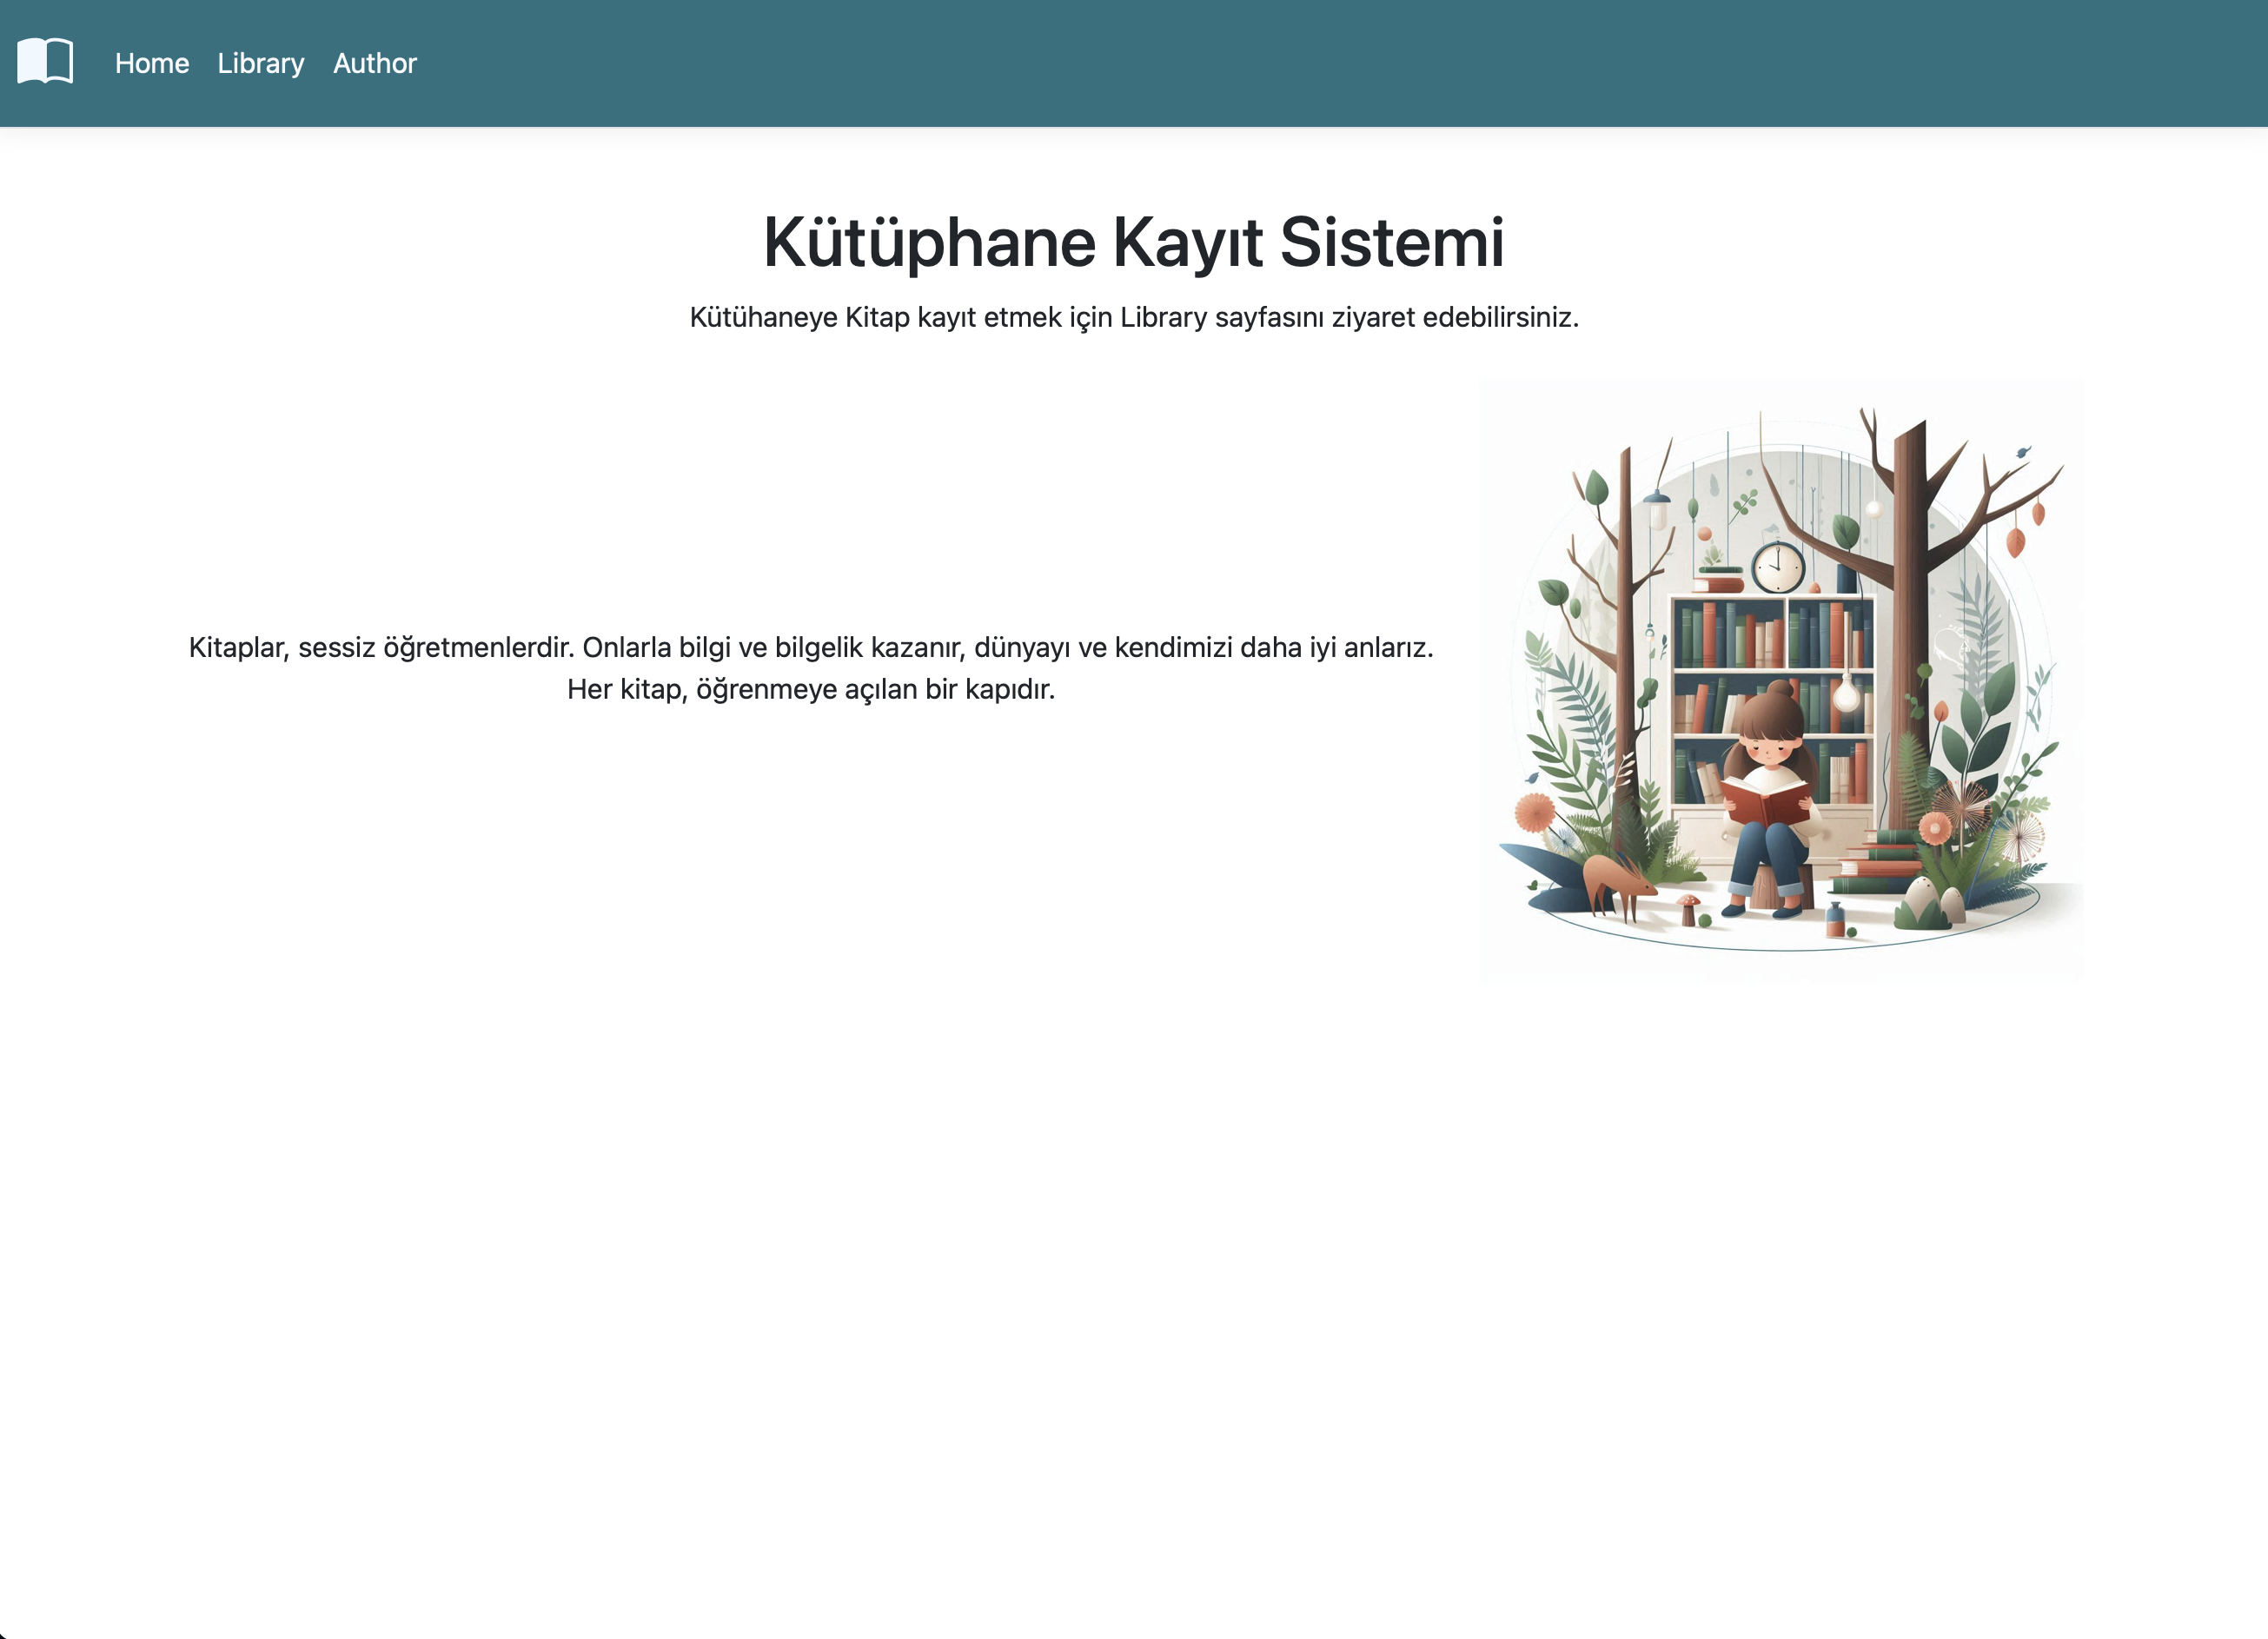 Home Library Author
Kütüphane Kayıt Sistemi
Kütühaneye Kitap kayıt etmek için Library sayfasını ziyaret edebilirsiniz.
Kitaplar, sessiz öğretmenlerdir. Onlarla bilgi ve bilgelik kazanır, dünyayı ve kendimizi daha iyi anlarız.
Her kitap, öğrenmeye açılan bir kapıdır.